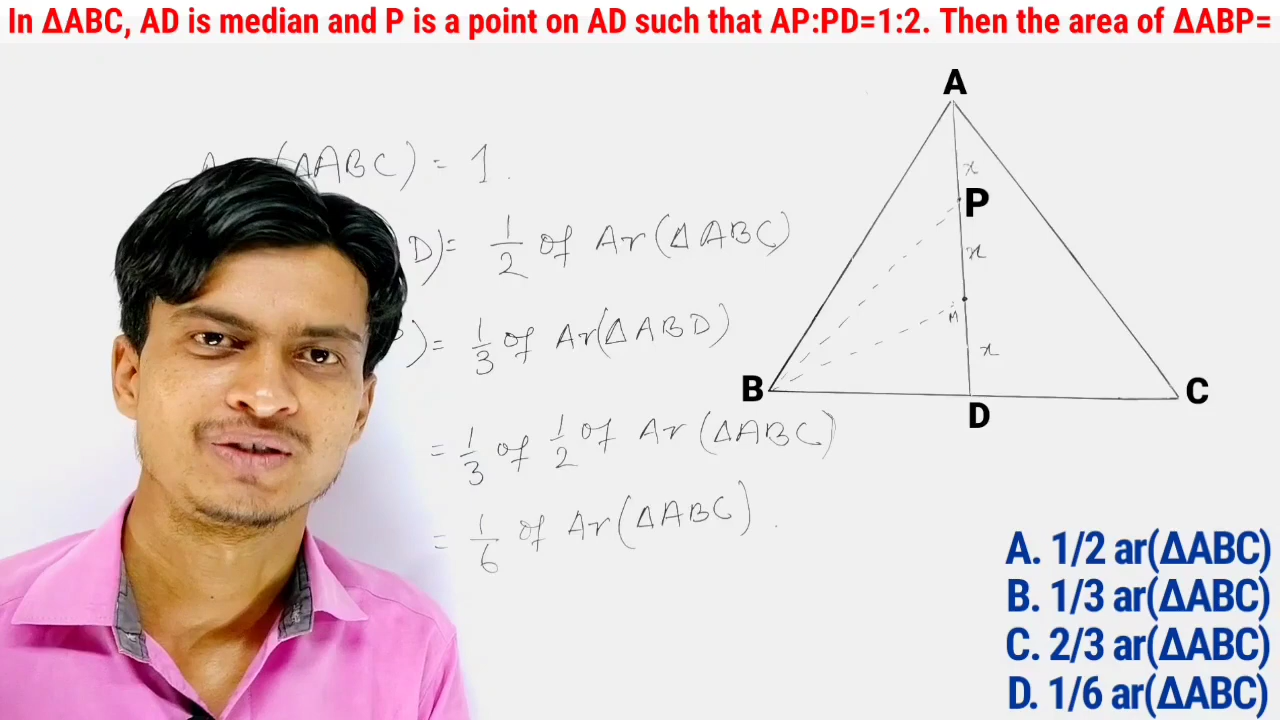 In ΔABC, AD is median and P is a point on AD such that AP:PD=1:2. Then the area of ΔABP=
ΔABC) = 1.
D) = 1/2 of Ar(ΔABC)
) = 1/3 of Ar(ΔABD)
= 1/3 of 1/2 of Ar(ΔABC)
= 1/6 of Ar(ΔABC).
A
x
P
x
M
x
B
D
C
A. 1/2 ar(ΔABC)
B. 1/3 ar(ΔABC)
C. 2/3 ar(ΔABC)
D. 1/6 ar(ΔABC)